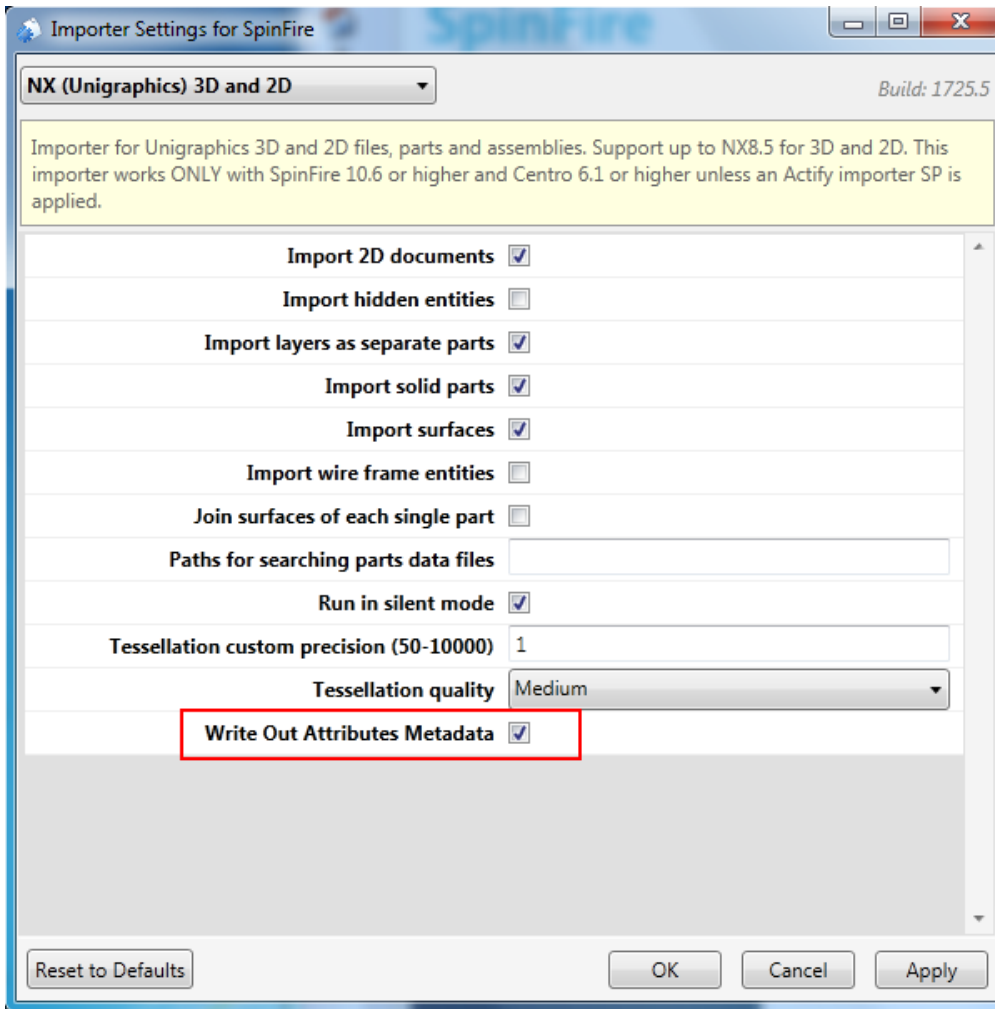 SpinFire
Importer Settings for SpinFire
NX (Unigraphics) 3D and 2D
Build: 1725.5
Importer for Unigraphics 3D and 2D files, parts and assemblies. Support up to NX8.5 for 3D and 2D. This
importer works ONLY with SpinFire 10.6 or higher and Centro 6.1 or higher unless an Actify importer SP is
applied.
Import 2D documents
Import hidden entities
Import layers as separate parts
Import solid parts
Import surfaces
Import wire frame entities
Join surfaces of each single part
Paths for searching parts data files
Run in silent mode
Tessellation custom precision (50-10000) 1
Tessellation quality Medium
Write Out Attributes Metadata
Reset to Defaults OK Cancel Apply